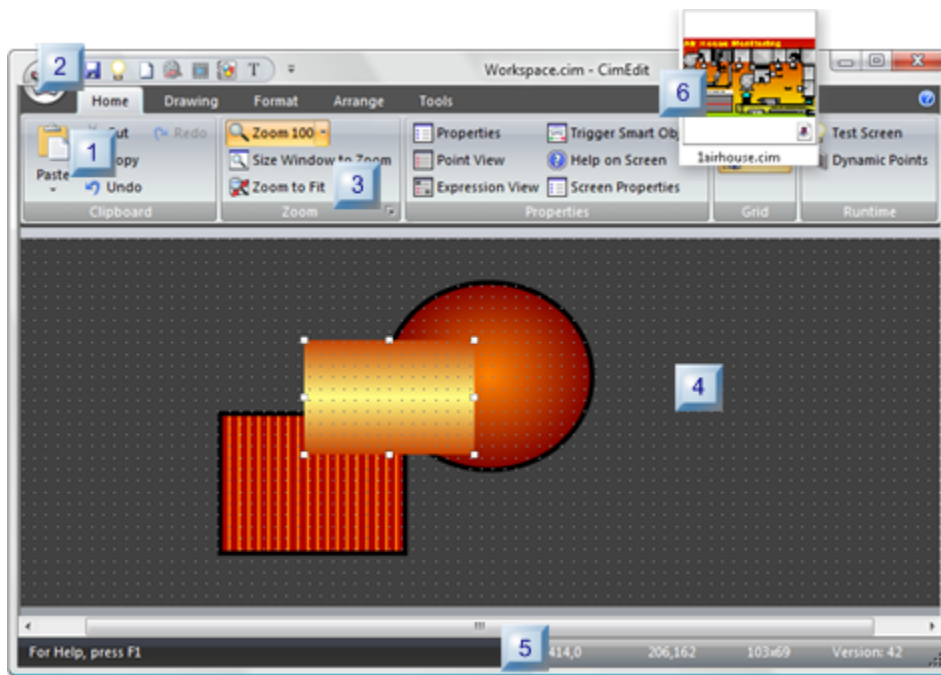 2
T
Workspace.cim - CimEdit
Air House Monitoring
6
1airhouse.cim
Home Drawing Format Arrange Tools
1
Paste
Cut
Copy
Undo
Redo
Clipboard
Zoom 100
Size Window to Zoom
Zoom to Fit
3
Zoom
Properties
Point View
Expression View
Trigger Smart Obj
Help on Screen
Screen Properties
Properties
Grid
Test Screen
Dynamic Points
Runtime
4
For Help, press F1
5
414,0 206,162 103x69 Version: 42